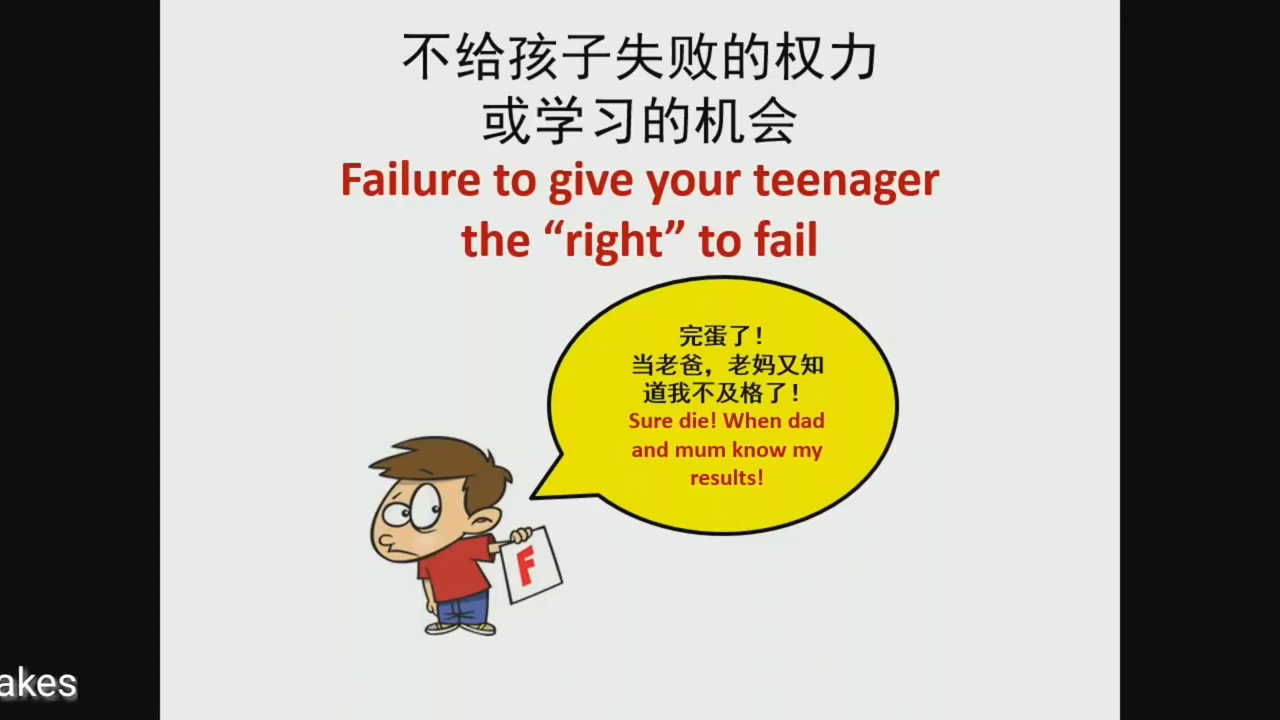 不给孩子失败的权力
或学习的机会
Failure to give your teenager
the “right” to fail
完蛋了！
当老爸，老妈又知
道我不及格了！
Sure die! When dad
and mum know my
results!
F
akes